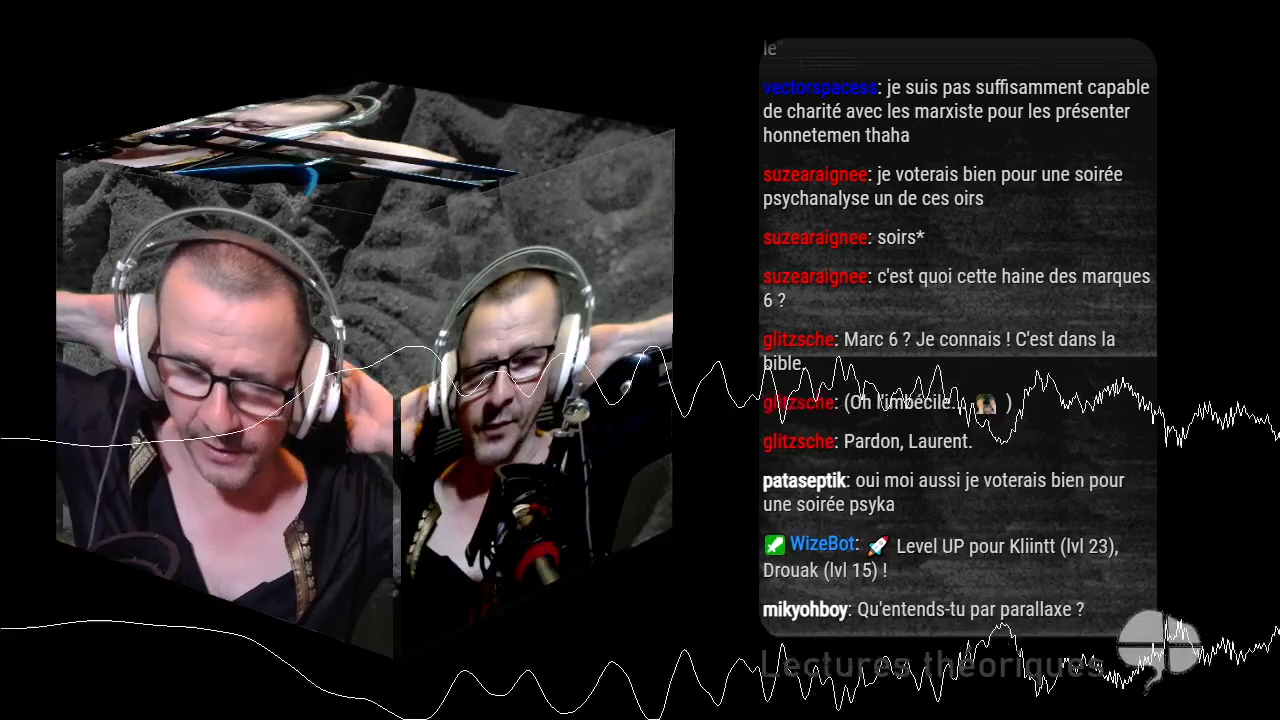 le"
vectorspacess: je suis pas suffisamment capable
de charité avec les marxiste pour les présenter
honnetemen thaha
suzearaignee: je voterais bien pour une soirée
psychanalyse un de ces oirs
suzearaignee: soirs*
suzearaignee: c'est quoi cette haine des marques
6 ?
glitzsche: Marc 6 ? Je connais ! C'est dans la
bible.
glitzsche: (Oh l'imbécile... )
glitzsche: Pardon, Laurent.
pataseptik: oui moi aussi je voterais bien pour
une soirée psyka
WizeBot: 🚀 Level UP pour Kliintt (lvl 23),
Drouak (lvl 15) !
mikyohboy: Qu'entends-tu par parallaxe ?
Lectures théoriques